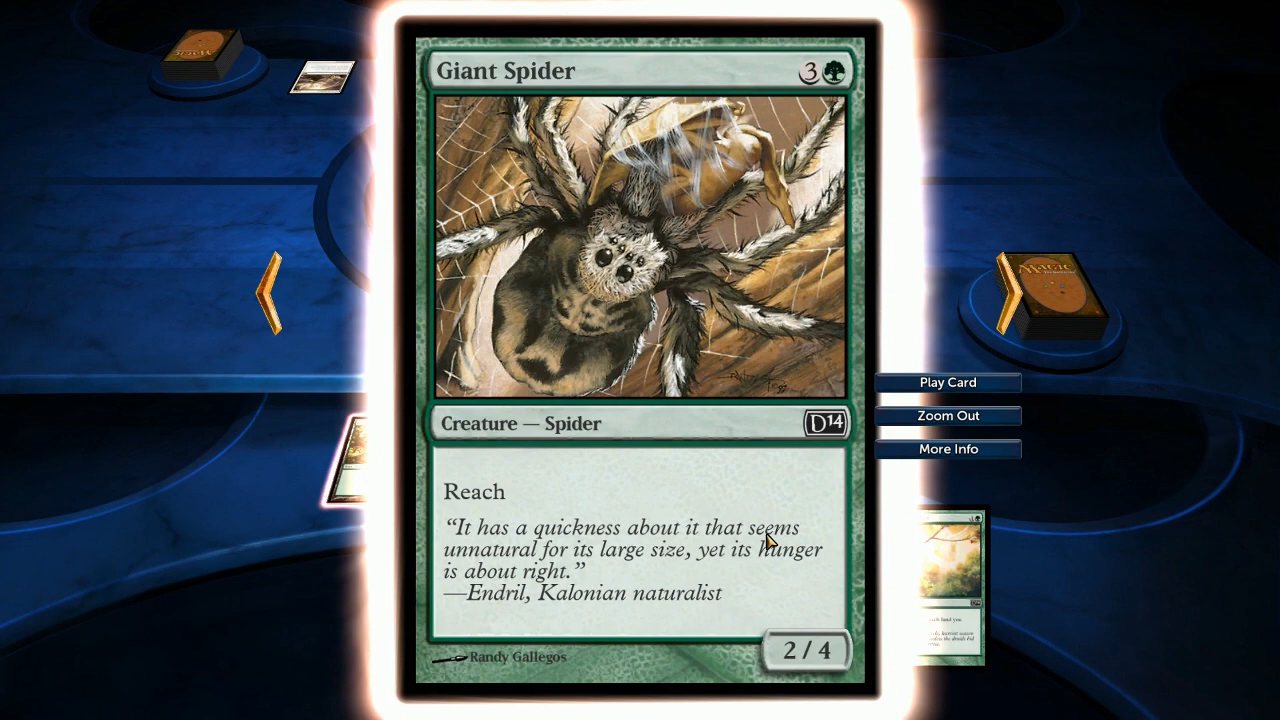 Giant Spider
3
Creature — Spider
D14
Reach
“It has a quickness about it that seems
unnatural for its large size, yet its hunger
is about right.”
—Endril, Kalonian naturalist
2 / 4
Randy Gallegos
Magic
Play Card
Zoom Out
More Info